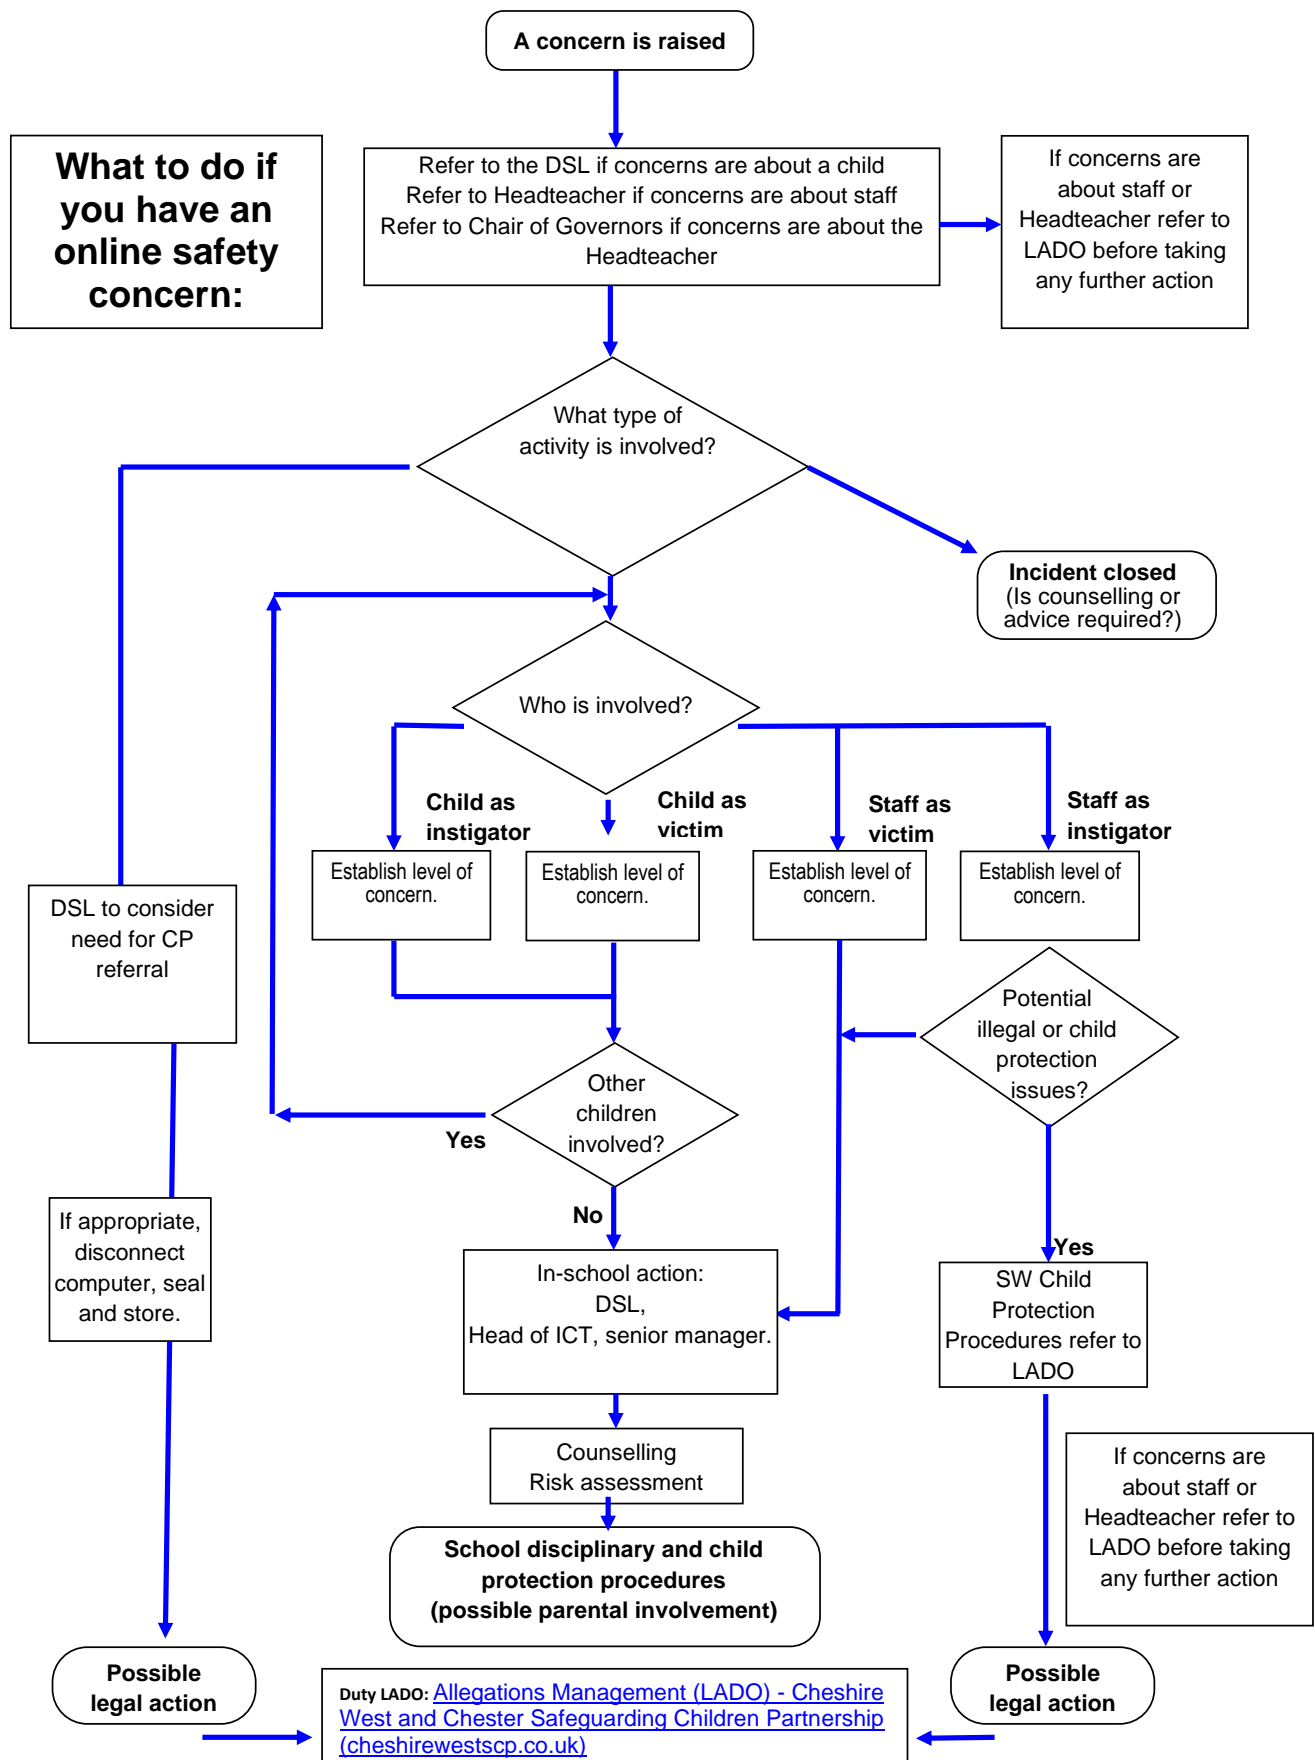 A concern is raised
What to do if
you have an
online safety
concern:
Refer to the DSL if concerns are about a child
Refer to Headteacher if concerns are about staff
Refer to Chair of Governors if concerns are about the
Headteacher
If concerns are
about staff or
Headteacher refer to
LADO before taking
any further action
What type of
activity is involved?
Incident closed
(Is counselling or
advice required?)
Who is involved?
Child as
instigator
Child as
victim
Staff as
victim
Staff as
instigator
Establish level of
concern.
Establish level of
concern.
Establish level of
concern.
Establish level of
concern.
DSL to consider
need for CP
referral
Potential
illegal or child
protection
issues?
Other
children
involved?
Yes
No
If appropriate,
disconnect
computer, seal
and store.
In-school action:
DSL,
Head of ICT, senior manager.
Yes
SW Child
Protection
Procedures refer to
LADO
Counselling
Risk assessment
If concerns are
about staff or
Headteacher refer to
LADO before taking
any further action
School disciplinary and child
protection procedures
(possible parental involvement)
Possible
legal action
Possible
legal action
Duty LADO: Allegations Management (LADO) - Cheshire
West and Chester Safeguarding Children Partnership
(cheshirewestscp.co.uk)